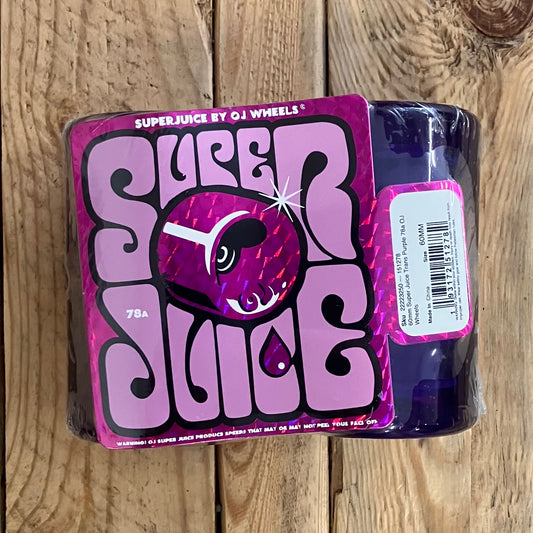 SUPERJUICE BY OJ WHEELS©
SUPER
78A
JUICE
WARNING! OJ SUPER JUICE PRODUCE SPEEDS THAT MAY OR MAY NOT PEEL YOUR FACE OFF.
Sku 22223250 — 151278
60mm Super Juice Trans Purple 78a OJ
Wheels
Made In China
Size 60MM